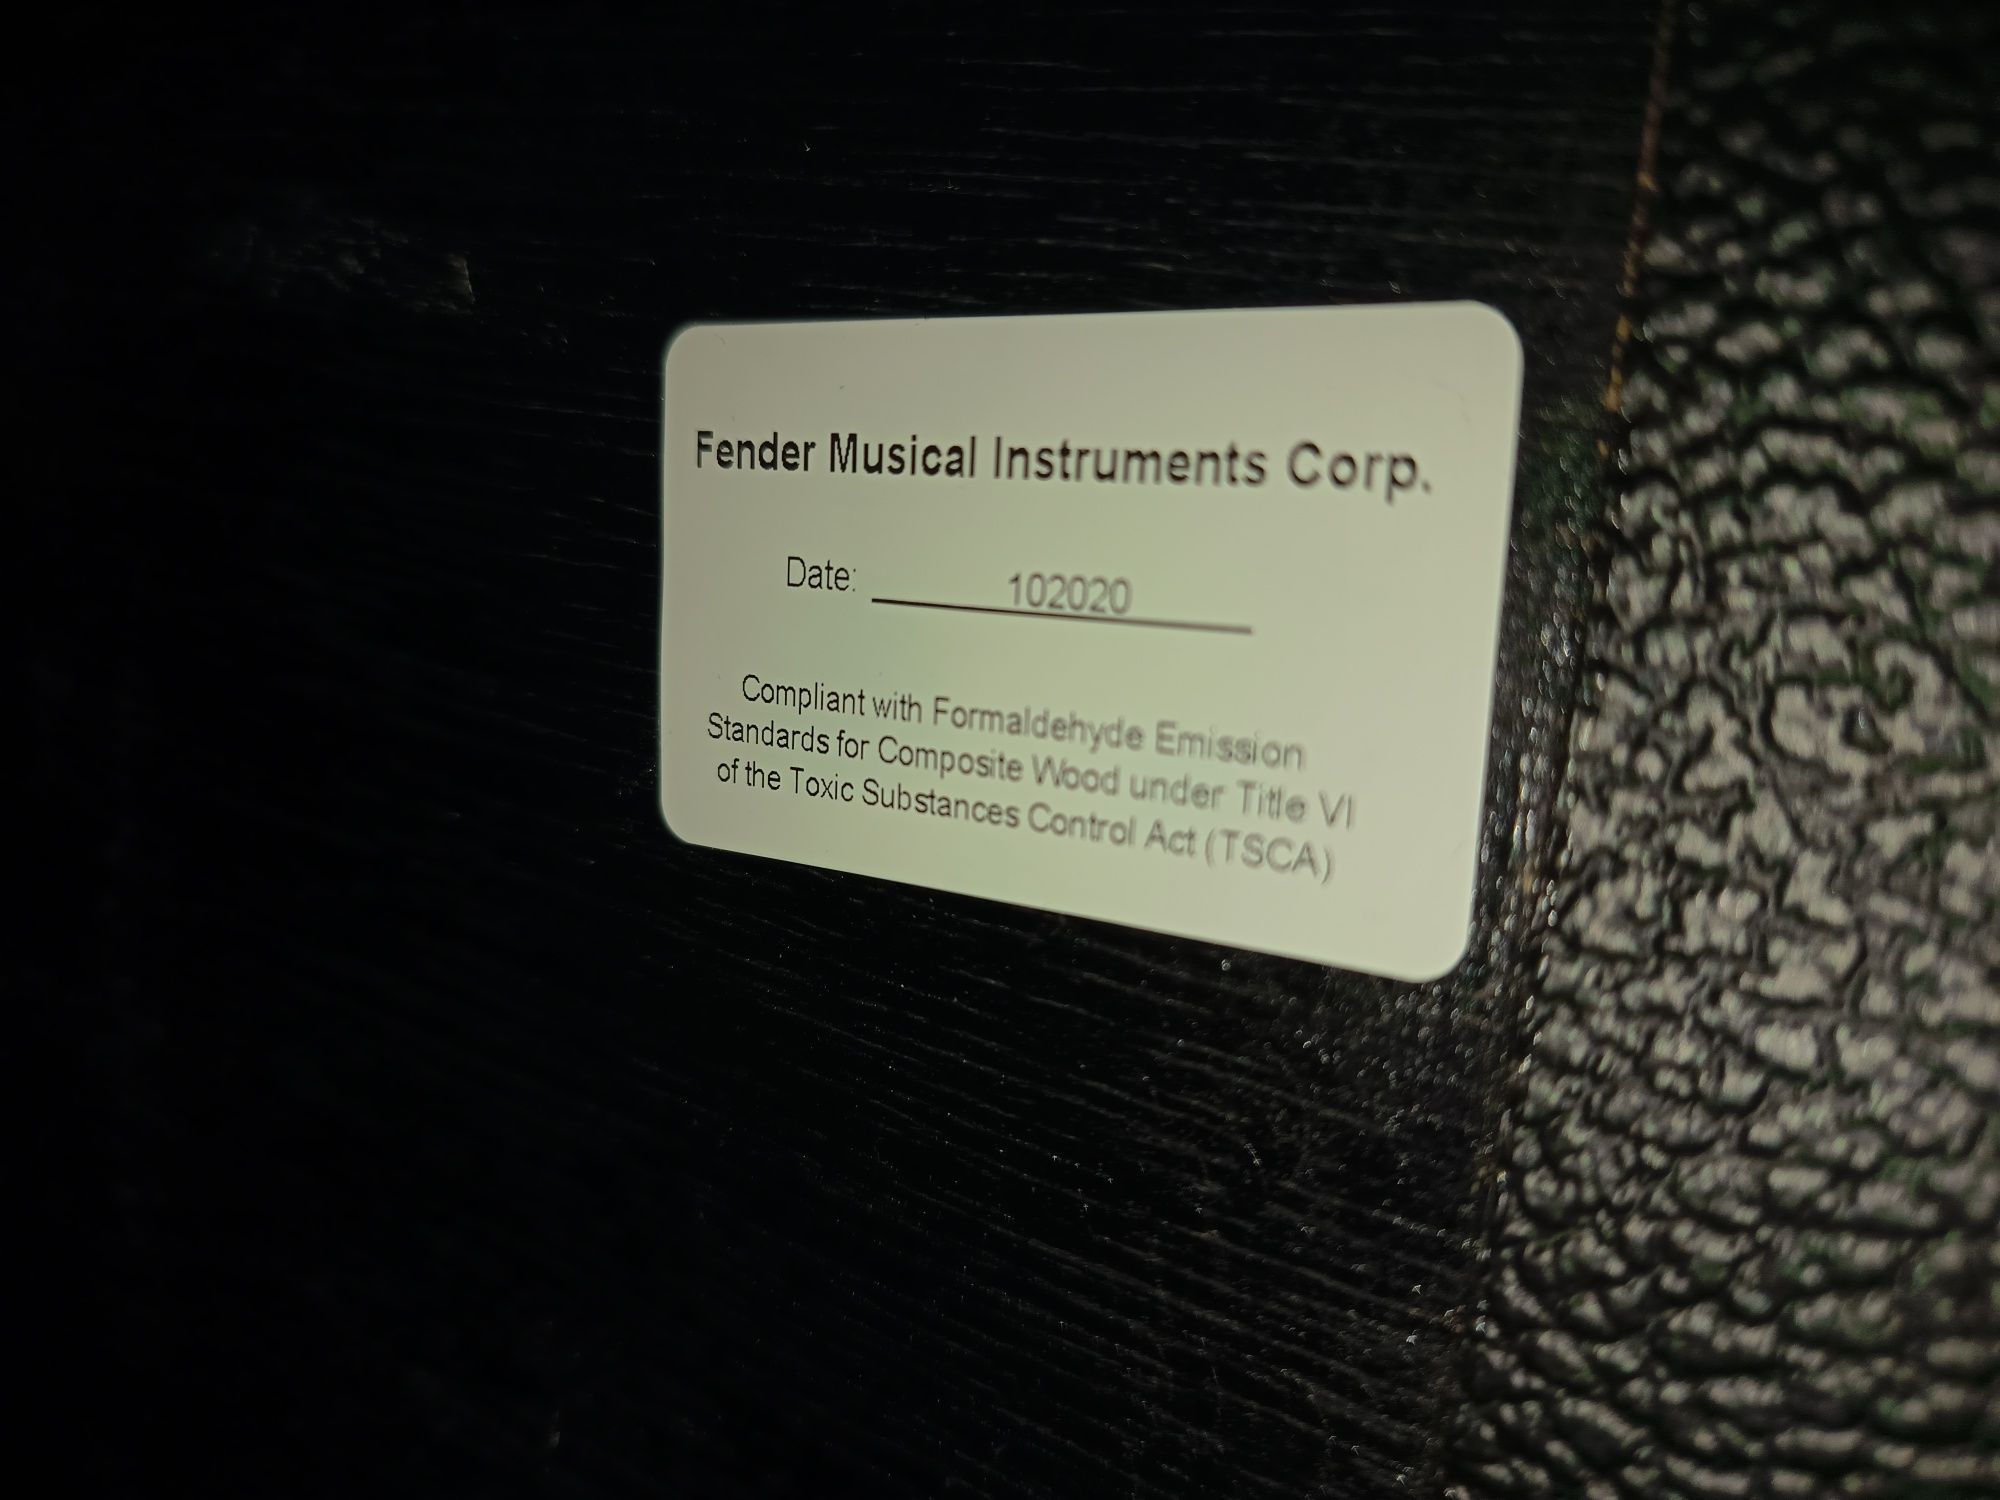 Fender Musical Instruments Corp.
Date: 102020
Compliant with Formaldehyde Emission
Standards for Composite Wood under Title VI
of the Toxic Substances Control Act (TSCA)